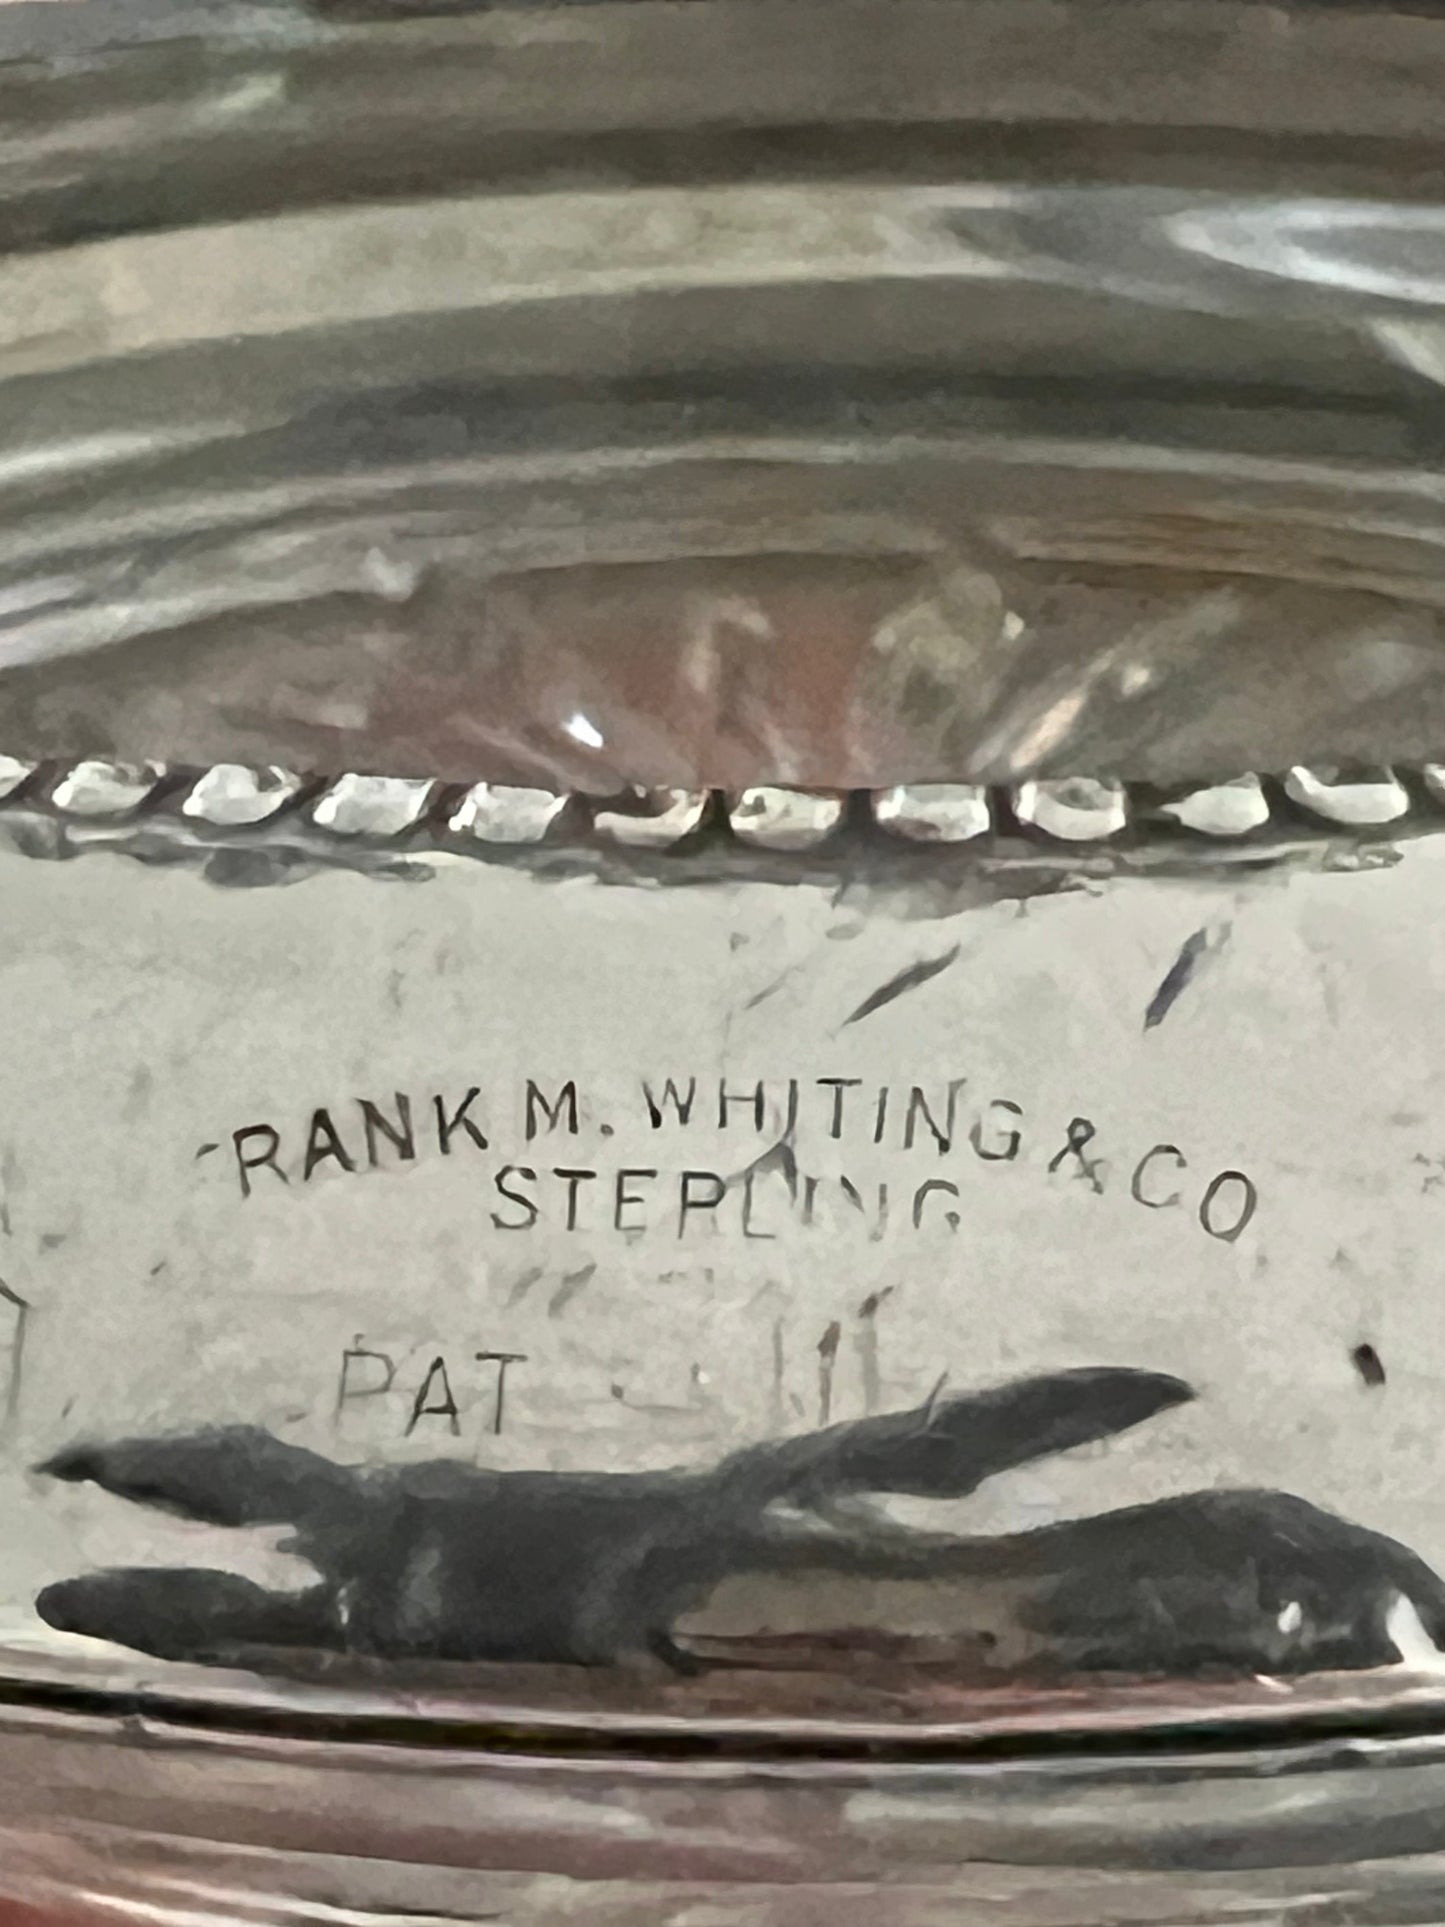 RANK M. WHITING & CO
STERLING
PAT